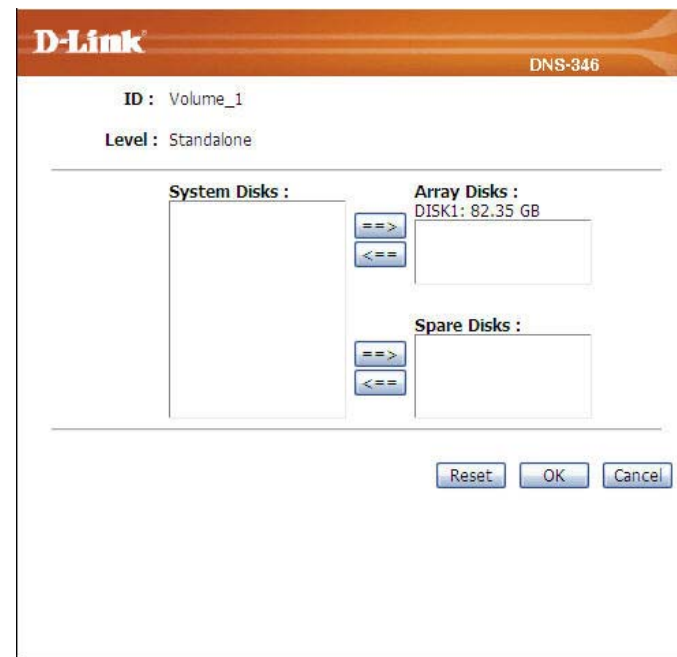 D-Link
DNS-346
ID : Volume_1
Level : Standalone
System Disks :
Array Disks :
DISK1: 82.35 GB
==>
<==
Spare Disks :
==>
<==
Reset OK Cancel